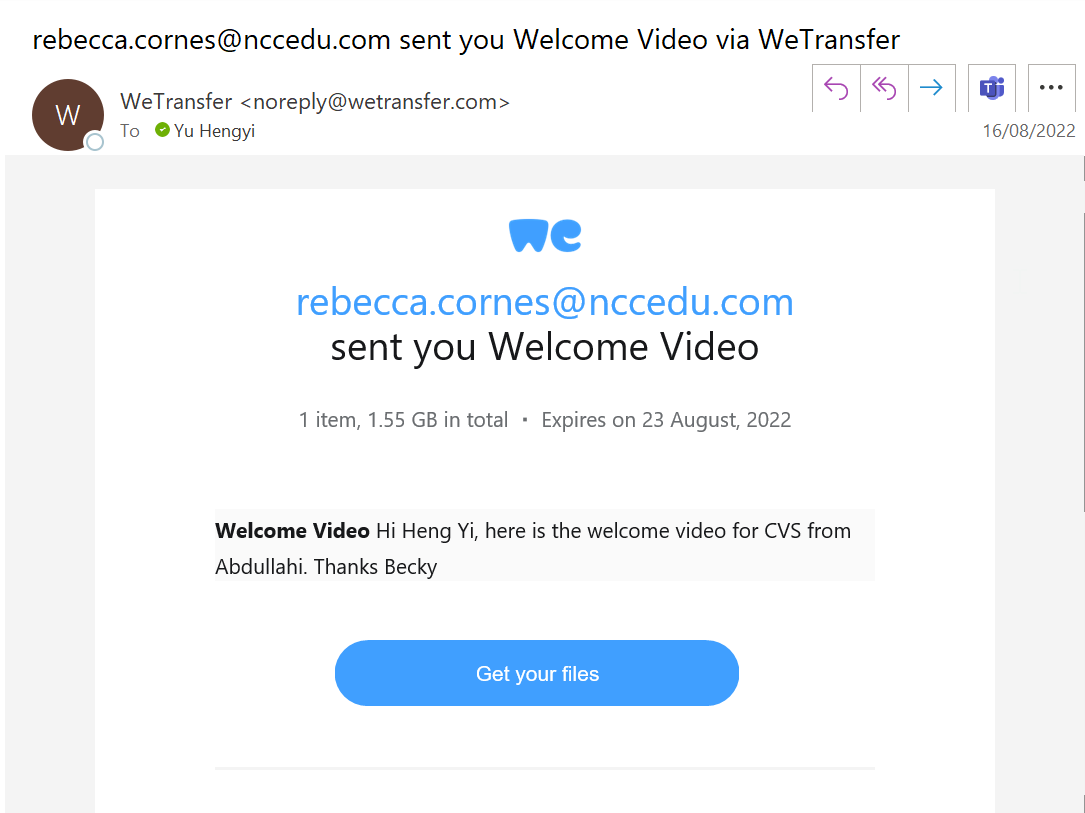 rebecca.cornes@nccedu.com sent you Welcome Video via WeTransfer
W
WeTransfer <noreply@wetransfer.com>
To Yu Hengyi
16/08/2022
we
rebecca.cornes@nccedu.com
sent you Welcome Video
1 item, 1.55 GB in total ・ Expires on 23 August, 2022
Welcome Video Hi Heng Yi, here is the welcome video for CVS from
Abdullahi. Thanks Becky
Get your files